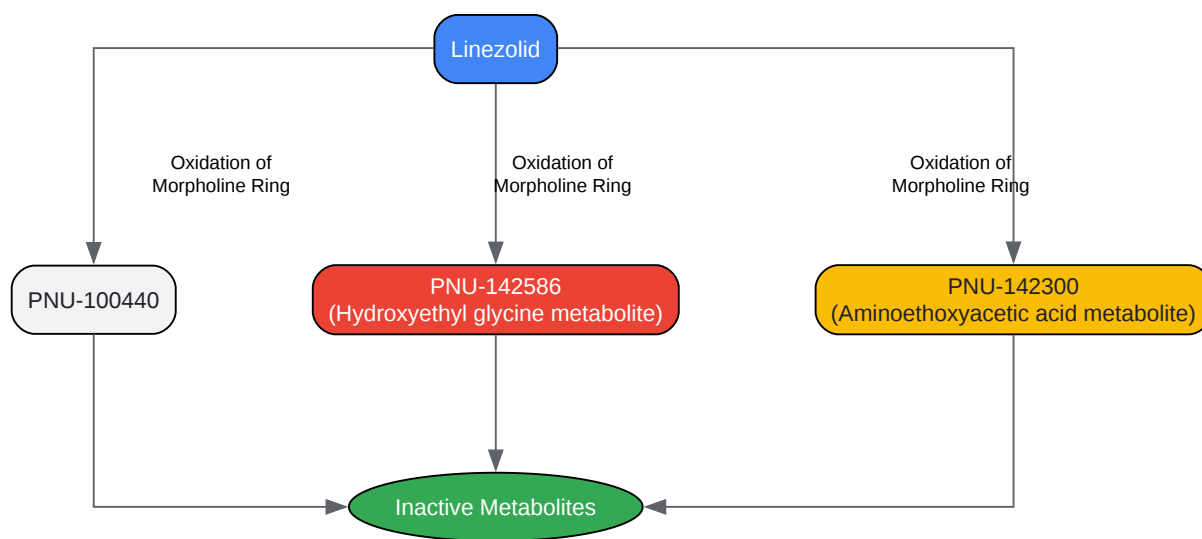 Linezolid
Oxidation of
Morpholine Ring
Oxidation of
Morpholine Ring
Oxidation of
Morpholine Ring
PNU-100440
PNU-142586
(Hydroxyethyl glycine metabolite)
PNU-142300
(Aminoethoxyacetic acid metabolite)
Inactive Metabolites